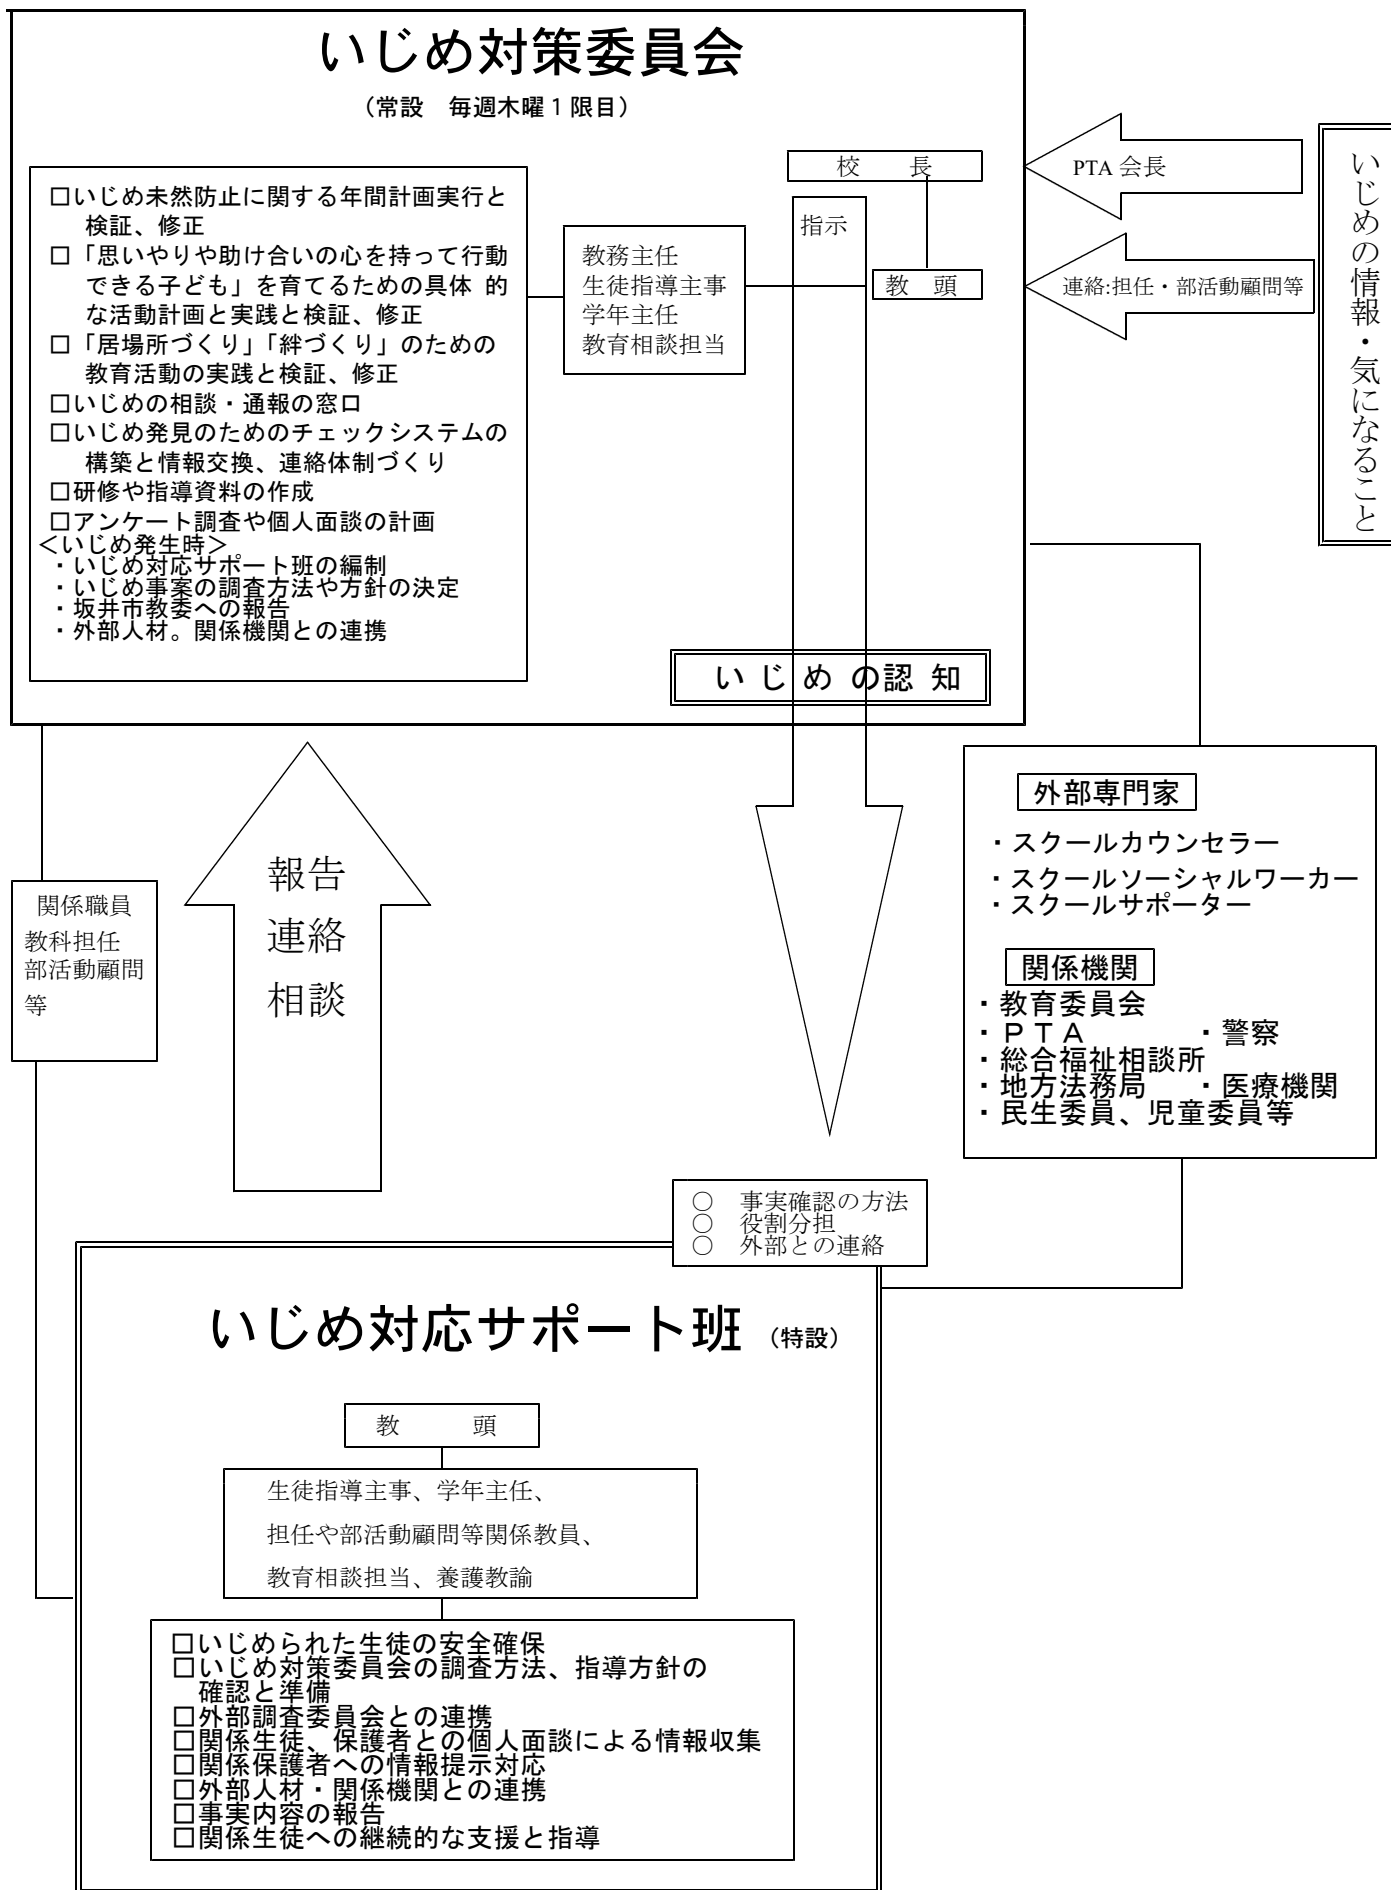 いじめ対策委員会
（常設　毎週木曜１限目）
□いじめ未然防止に関する年間計画実行と
検証、修正
□「思いやりや助け合いの心を持って行動
できる子ども」を育てるための具体 的
な活動計画と実践と検証、修正
□「居場所づくり」「絆づくり」のための
教育活動の実践と検証、修正
□いじめの相談・通報の窓口
□いじめ発見のためのチェックシステムの
構築と情報交換、連絡体制づくり
□研修や指導資料の作成
□アンケート調査や個人面談の計画
＜いじめ発生時＞
・いじめ対応サポート班の編制
・いじめ事案の調査方法や方針の決定
・坂井市教委への報告
・外部人材。関係機関との連携
教務主任
生徒指導主事
学年主任
教育相談担当
校　長
指示
教　頭
いじめの認知
PTA 会長
連絡:担任・部活動顧問等
いじめの情報・気になること
関係職員
教科担任
部活動顧問
等
報告
連絡
相談
外部専門家
・スクールカウンセラー
・スクールソーシャルワーカー
・スクールサポーター
関係機関
・教育委員会
・ＰＴＡ　　　・警察
・総合福祉相談所
・地方法務局　・医療機関
・民生委員、児童委員等
○　事実確認の方法
○　役割分担
○　外部との連絡
いじめ対応サポート班（特設）
教　　頭
生徒指導主事、学年主任、
担任や部活動顧問等関係教員、
教育相談担当、養護教諭
□いじめられた生徒の安全確保
□いじめ対策委員会の調査方法、指導方針の
確認と準備
□外部調査委員会との連携
□関係生徒、保護者との個人面談による情報収集
□関係保護者への情報提示対応
□外部人材・関係機関との連携
□事実内容の報告
□関係生徒への継続的な支援と指導